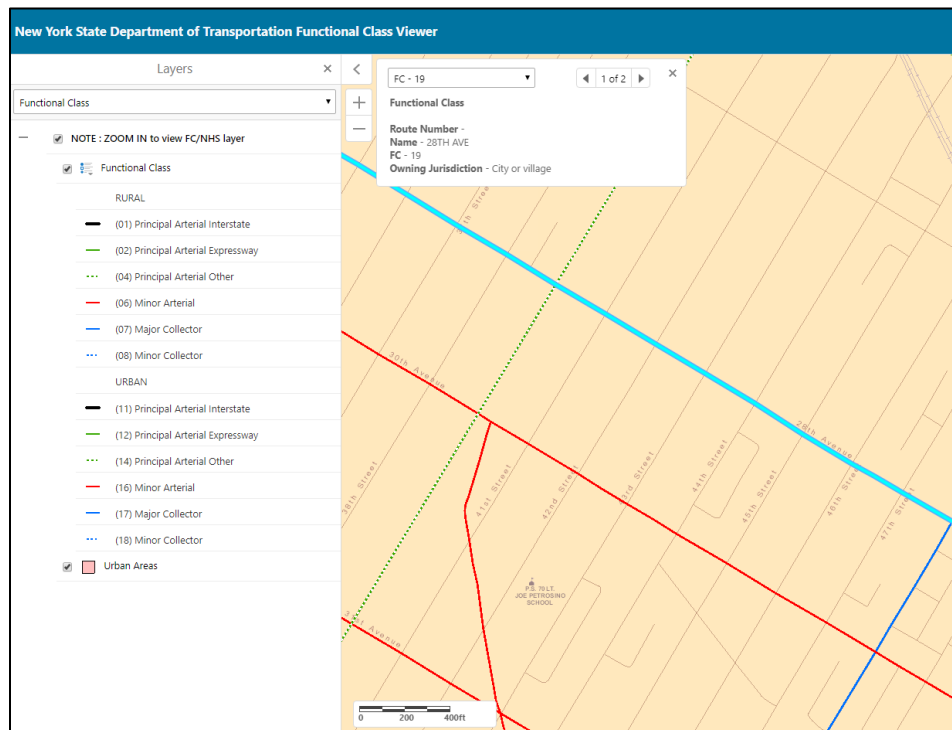 New York State Department of Transportation Functional Class Viewer
Layers
Functional Class
NOTE : ZOOM IN to view FC/NHS layer
Functional Class
RURAL
(01) Principal Arterial Interstate
(02) Principal Arterial Expressway
(04) Principal Arterial Other
(06) Minor Arterial
(07) Major Collector
(08) Minor Collector
URBAN
(11) Principal Arterial Interstate
(12) Principal Arterial Expressway
(14) Principal Arterial Other
(16) Minor Arterial
(17) Major Collector
(18) Minor Collector
Urban Areas
FC - 19
1 of 2
Functional Class
Route Number -
Name - 28TH AVE
FC - 19
Owning Jurisdiction - City or village
Street
30th Avenue
28th Avenue
38th Street
41st Street
42nd Street
3rd Street
44th Street
45th Street
46th Street
47th Street
P.S. 79 LT.
JOE PETROSINO
SCHOOL
Avenue
0 200 400ft